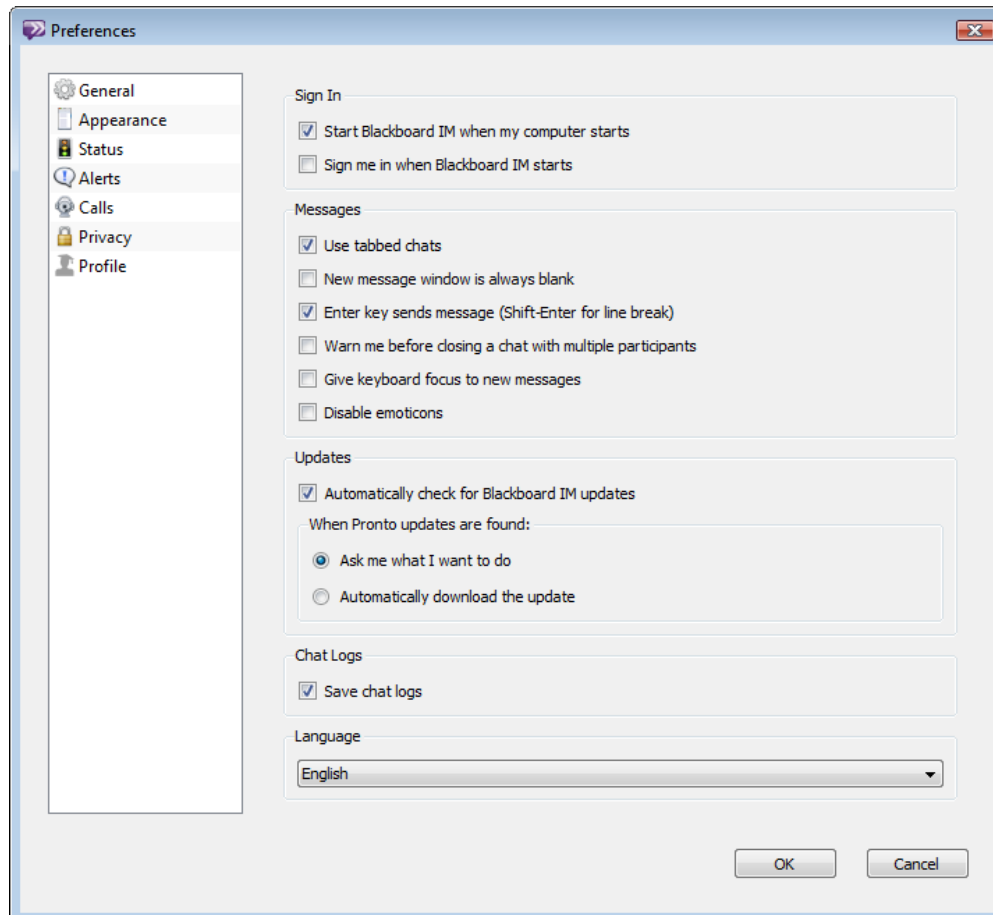 Preferences
General
Appearance
Status
Alerts
Calls
Privacy
Profile
Sign In
Start Blackboard IM when my computer starts
Sign me in when Blackboard IM starts
Messages
Use tabbed chats
New message window is always blank
Enter key sends message (Shift-Enter for line break)
Warn me before closing a chat with multiple participants
Give keyboard focus to new messages
Disable emoticons
Updates
Automatically check for Blackboard IM updates
When Pronto updates are found:
Ask me what I want to do
Automatically download the update
Chat Logs
Save chat logs
Language
English
OK
Cancel